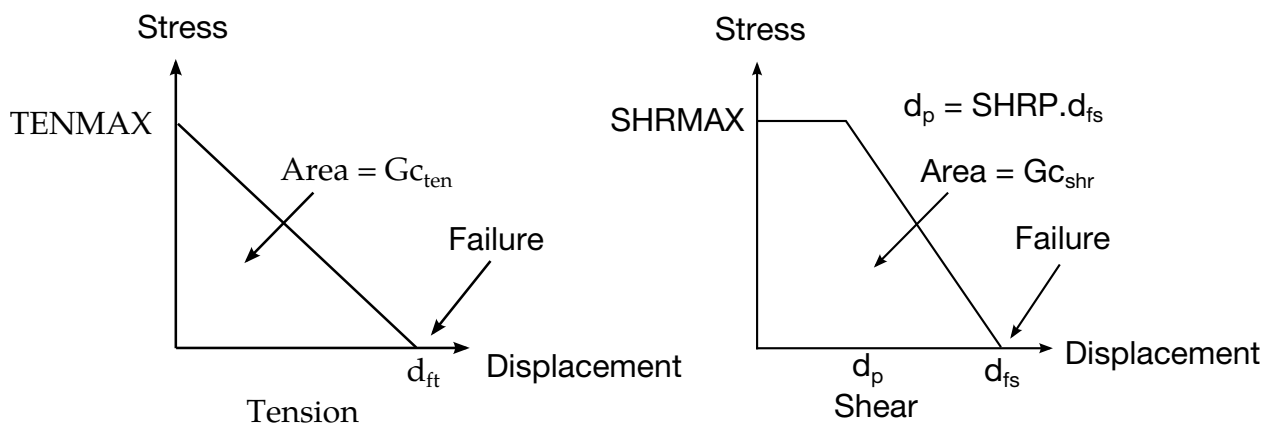 Stress
TENMAX
Area = Gc_ten
Failure
d_ft
Displacement
Tension
Stress
SHRMAX
d_p = SHRP.d_fs
Area = Gc_shr
Failure
d_p
d_fs
Displacement
Shear